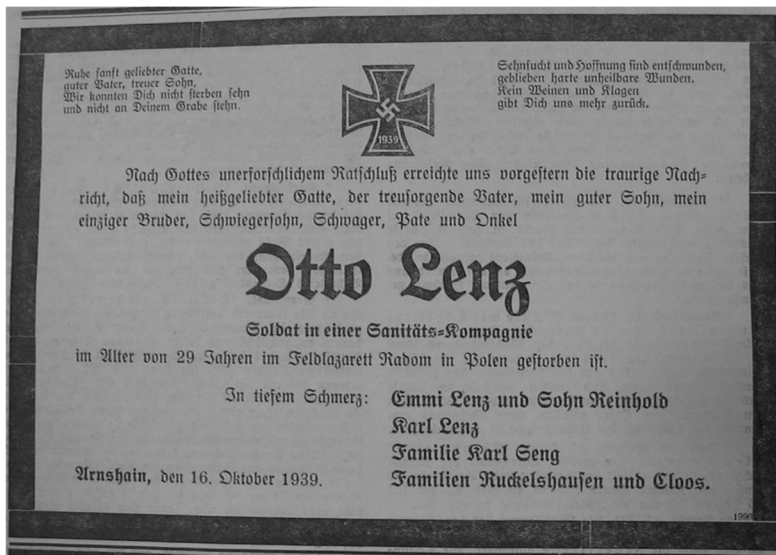 Ruhe sanft geliebter Gatte,
guter Vater, treuer Sohn,
Wir konnten Dich nicht sterben sehn
und nicht an Deinem Grabe stehn.
Sehnsucht und Hoffnung sind entschwunden,
geblieben harte unheilbare Wunden.
Kein Weinen und Klagen
gibt Dich uns mehr zurück.
1939
Nach Gottes unerforschlichem Ratschluß erreichte uns vorgestern die traurige Nach-
richt, daß mein heißgeliebter Gatte, der treusorgende Vater, mein guter Sohn, mein
einziger Bruder, Schwiegersohn, Schwager, Pate und Onkel
Otto Lenz
Soldat in einer Sanitäts-Kompagnie
im Alter von 29 Jahren im Feldlazarett Radom in Polen gestorben ist.
In tiefem Schmerz: Emmi Lenz und Sohn Reinhold
Karl Lenz
Familie Karl Seng
Arnshain, den 16. Oktober 1939. Familien Ruckelshausen und Cloos.